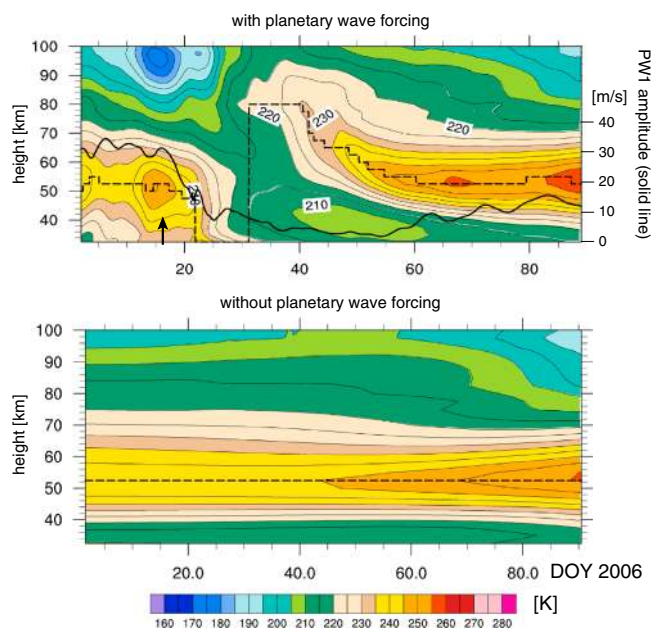 with planetary wave forcing
100
90
80
70
60
50
40
height [km]
220
230
220
210
[m/s]
40
30
20
10
0
PW1 amplitude (solid line)
20 40 60 80
without planetary wave forcing
100
90
80
70
60
50
40
height [km]
20.0 40.0 60.0 80.0 DOY 2006
160 170 180 190 200 210 220 230 240 250 260 270 280 [K]